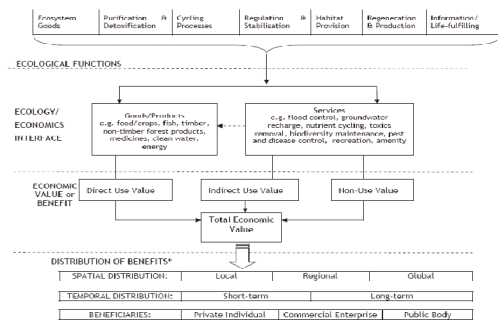 Ecosystem Goods
Purification & Detoxification
Cycling Processes
Regulation & Stabilisation
Habitat Provision
Regeneration & Production
Information/ Life-fulfilling
ECOLOGICAL FUNCTIONS
ECOLOGY/
ECONOMICS
INTERFACE
Goods/Products
e.g. food/crops, fish, timber,
non-timber forest products,
medicines, clean water,
energy
Services
e.g. flood control, groundwater
recharge, nutrient cycling, toxics
removal, biodiversity maintenance, pest
and disease control, recreation, amenity
ECONOMIC
VALUE or
BENEFIT
Direct Use Value
Indirect Use Value
Non-Use Value
Total Economic
Value
DISTRIBUTION OF BENEFITS*
SPATIAL DISTRIBUTION: Local Regional Global
TEMPORAL DISTRIBUTION: Short-term Long-term
BENEFICIARIES: Private Individual Commercial Enterprise Public Body